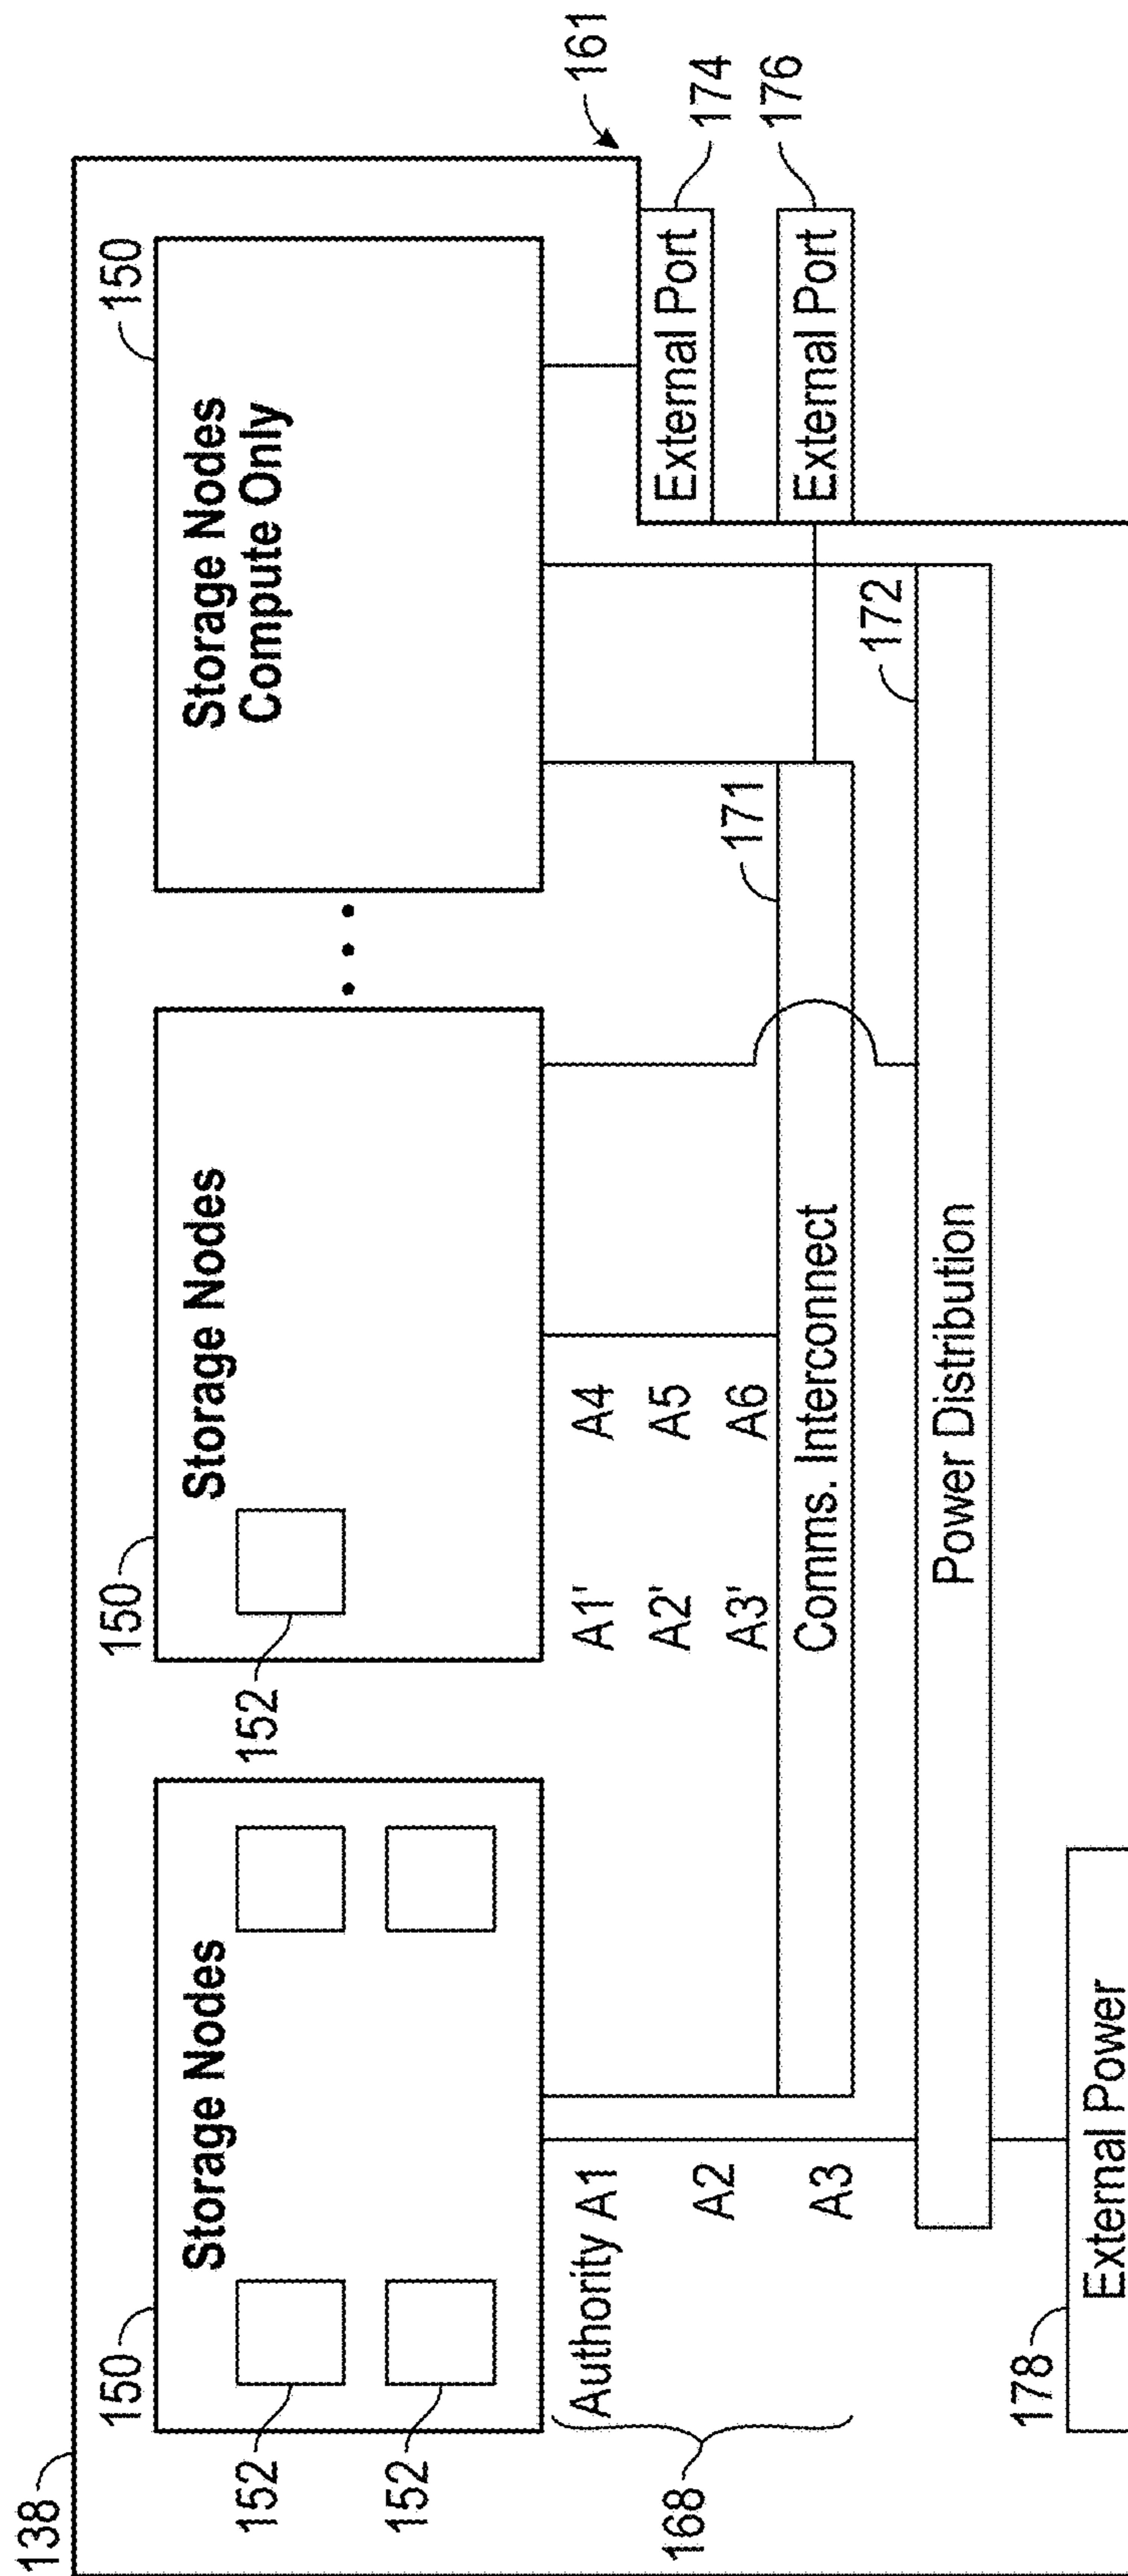 138
161
150
150
150
Storage Nodes
Storage Nodes
Storage Nodes
Compute Only
152
152
152
168
Authority A1
A2
A3
A1'
A2'
A3'
A4
A5
A6
171
Comms. Interconnect
172
Power Distribution
External Port
174
External Port
176
178
External Power